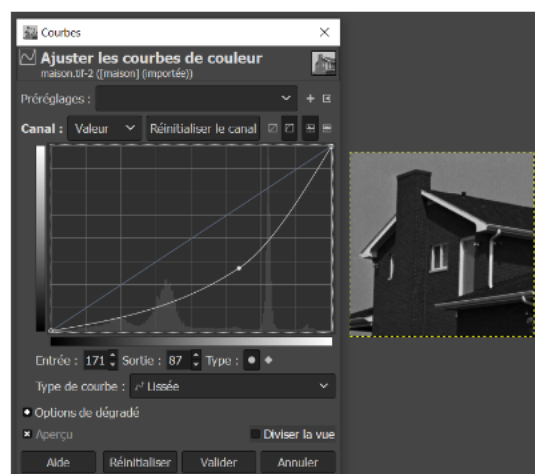 Courbes
Ajuster les courbes de couleur
maison.tif-2 ([maison] (importée))
Préréglages :
Canal : Valeur Réinitialiser le canal
Entrée : 171 Sortie : 87 Type :
Type de courbe : Lissée
Options de dégradé
Aperçu Diviser la vue
Aide Réinitialiser Valider Annuler